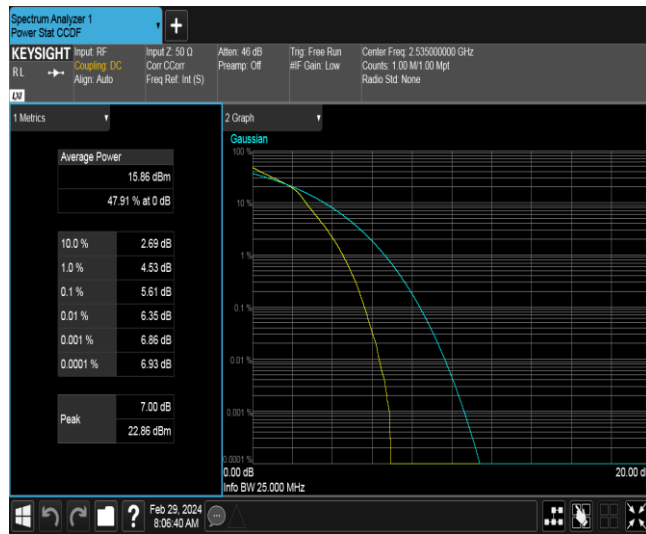 Spectrum Analyzer 1
Power Stat CCDF
+
KEYSIGHT
RL
LXI
Input: RF
Coupling: DC
Align: Auto
Input Z: 50 Ω
Corr CCorr
Freq Ref: Int (S)
Atten: 46 dB
Preamp: Off
Trig: Free Run
#IF Gain: Low
Center Freq: 2.535000000 GHz
Counts: 1.00 M/1.00 Mpt
Radio Std: None
1 Metrics
Average Power
15.86 dBm
47.91 % at 0 dB
10.0 % 2.69 dB
1.0 % 4.53 dB
0.1 % 5.61 dB
0.01 % 6.35 dB
0.001 % 6.86 dB
0.0001 % 6.93 dB
Peak
7.00 dB
22.86 dBm
2 Graph
Gaussian
100 %
10 %
1 %
0.1 %
0.01 %
0.001 %
0.0001 %
0.00 dB
20.00 d
Info BW 25.000 MHz
?
Feb 29, 2024
8:06:40 AM